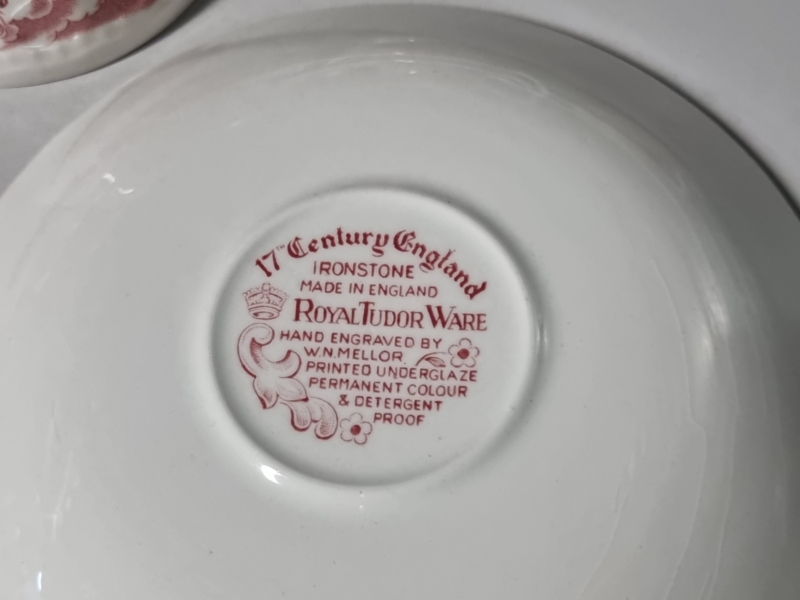 17TH Century England
IRONSTONE
MADE IN ENGLAND
ROYAL TUDOR WARE
HAND ENGRAVED BY
W.N.MELLOR
PRINTED UNDERGLAZE
PERMANENT COLOUR
& DETERGENT
PROOF